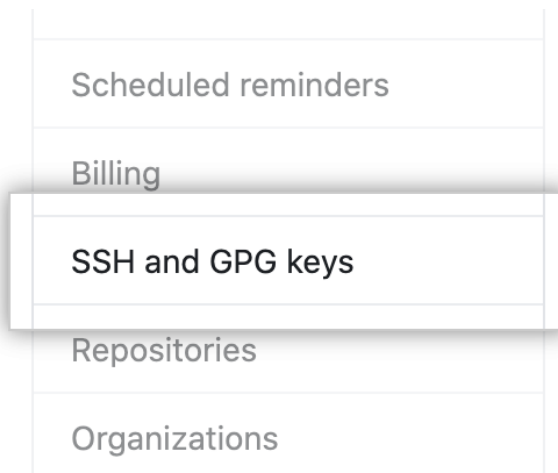 Scheduled reminders
Billing
SSH and GPG keys
Repositories
Organizations